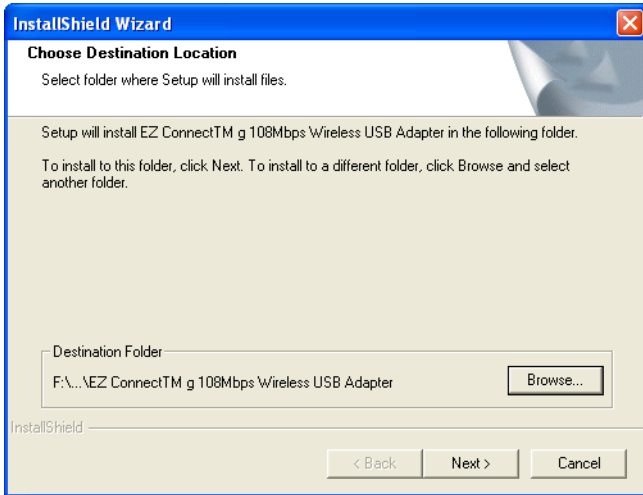 InstallShield Wizard
Choose Destination Location
Select folder where Setup will install files.
Setup will install EZ ConnectTM g 108Mbps Wireless USB Adapter in the following folder.
To install to this folder, click Next. To install to a different folder, click Browse and select
another folder.
Destination Folder
F:\...\EZ ConnectTM g 108Mbps Wireless USB Adapter
Browse...
InstallShield
< Back
Next >
Cancel